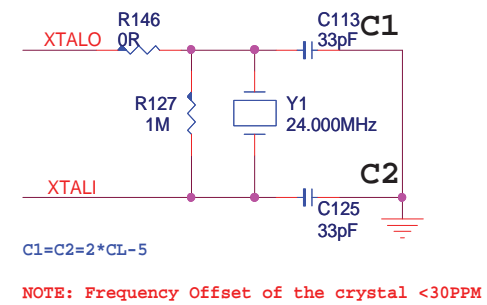 R146
C113
C1
XTALO
0R
33pF
R127
1M
Y1
24.000MHz
C2
XTALI
C125
33pF
C1=C2=2*CL-5
NOTE: Frequency Offset of the crystal <30PPM